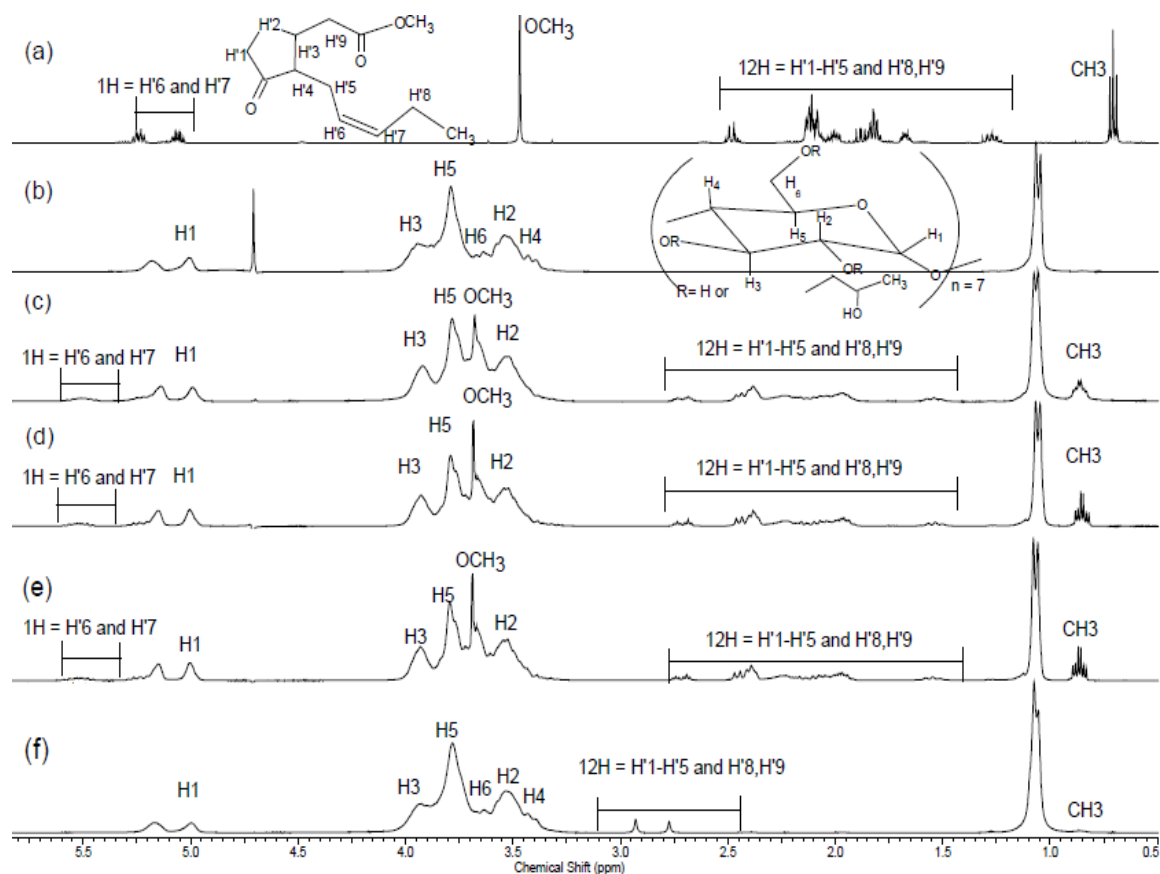 (a)
H'2
H'1
H'3
H'9
OCH3
O
H'4
H'5
O
H'6
H'7
H'8
CH3
1H = H'6 and H'7
OCH3
12H = H'1-H'5 and H'8,H'9
CH3
(b)
H1
H3
H5
H6
H2
H4
OR
H4
H6
O
H2
H5
H1
OR
OR
H3
O
R= H or
CH3
HO
n = 7
(c)
1H = H'6 and H'7
H1
H3
H5
OCH3
H2
12H = H'1-H'5 and H'8,H'9
CH3
(d)
1H = H'6 and H'7
H1
H3
H5
OCH3
H2
12H = H'1-H'5 and H'8,H'9
CH3
(e)
1H = H'6 and H'7
H1
H3
H5
OCH3
H2
12H = H'1-H'5 and H'8,H'9
CH3
(f)
H1
H3
H5
H6
H2
H4
12H = H'1-H'5 and H'8,H'9
CH3
5.5 5.0 4.5 4.0 3.5 3.0 2.5 2.0 1.5 1.0 0.5
Chemical Shift (ppm)